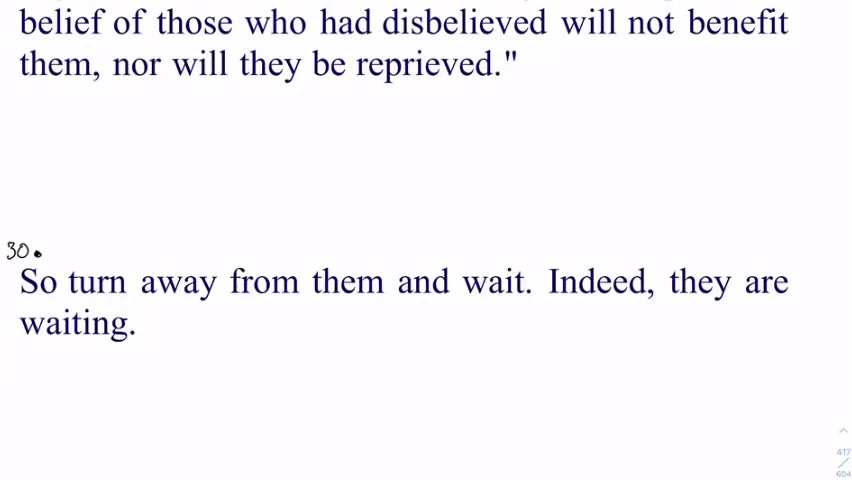 belief of those who had disbelieved will not benefit
them, nor will they be reprieved."
30.
So turn away from them and wait. Indeed, they are
waiting.
417
/
604